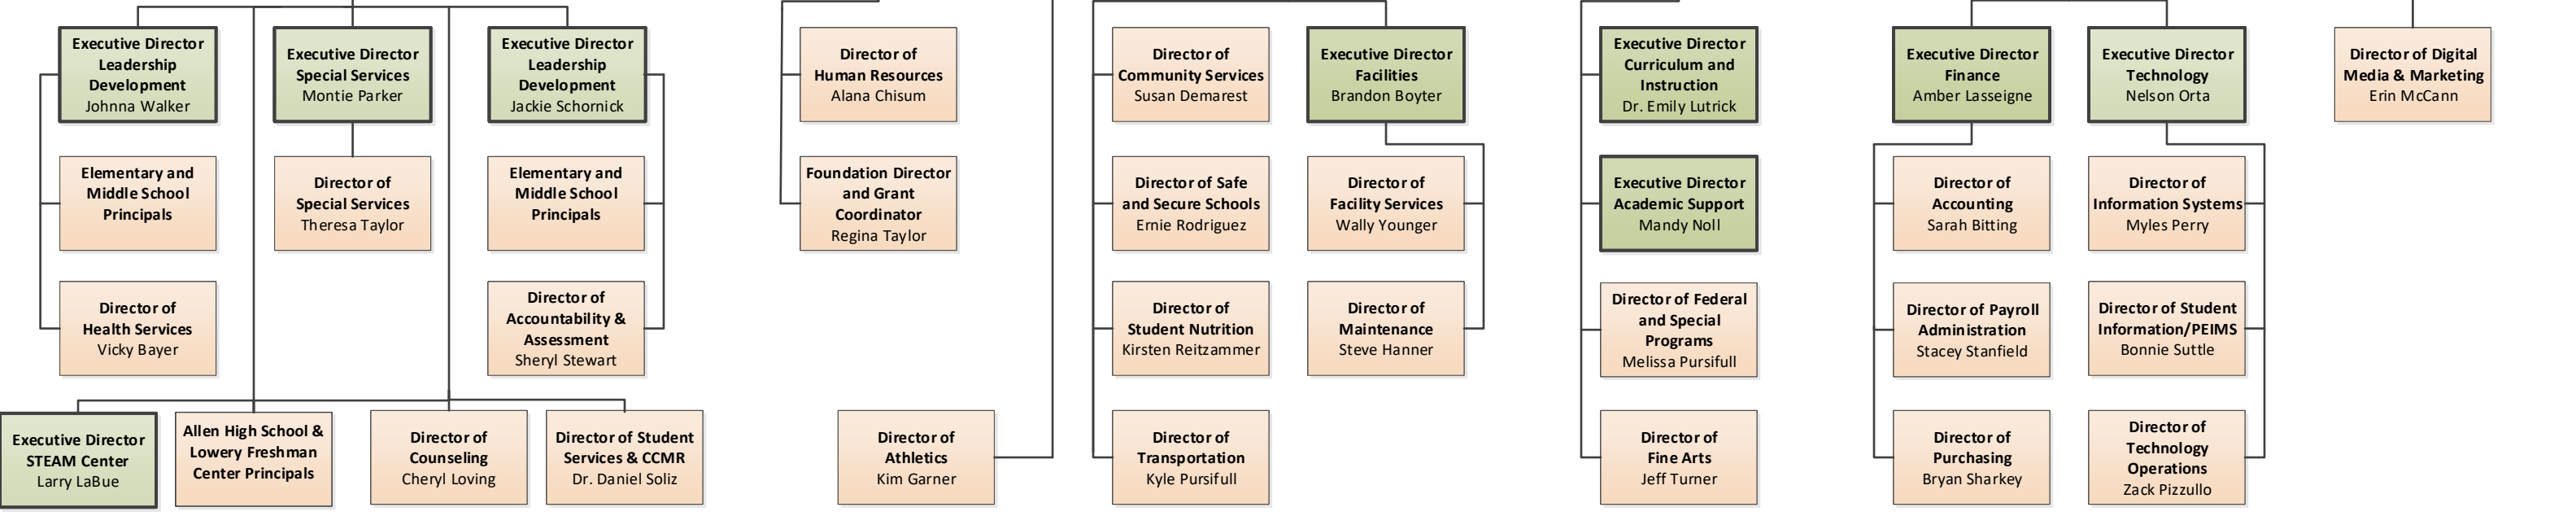 Executive Director
Leadership
Development
Johnna Walker
Executive Director
Special Services
Montie Parker
Executive Director
Leadership
Development
Jackie Schornick
Director of
Human Resources
Alana Chisum
Director of
Community Services
Susan Demarest
Executive Director
Facilities
Brandon Boyter
Executive Director
Curriculum and
Instruction
Dr. Emily Lutrick
Executive Director
Finance
Amber Lasseigne
Executive Director
Technology
Nelson Orta
Director of Digital
Media & Marketing
Erin McCann
Elementary and
Middle School
Principals
Director of
Special Services
Theresa Taylor
Elementary and
Middle School
Principals
Foundation Director
and Grant
Coordinator
Regina Taylor
Director of Safe
and Secure Schools
Ernie Rodriguez
Director of
Facility Services
Wally Younger
Executive Director
Academic Support
Mandy Noll
Director of
Accounting
Sarah Bitting
Director of
Information Systems
Myles Perry
Director of
Health Services
Vicky Bayer
Director of
Accountability &
Assessment
Sheryl Stewart
Director of
Student Nutrition
Kirsten Reitzammer
Director of
Maintenance
Steve Hanner
Director of Federal
and Special
Programs
Melissa Pursifull
Director of Payroll
Administration
Stacey Stanfield
Director of Student
Information/PEIMS
Bonnie Suttle
Executive Director
STEAM Center
Larry LaBue
Allen High School &
Lowery Freshman
Center Principals
Director of
Counseling
Cheryl Loving
Director of Student
Services & CCMR
Dr. Daniel Soliz
Director of
Athletics
Kim Garner
Director of
Transportation
Kyle Pursifull
Director of
Fine Arts
Jeff Turner
Director of
Purchasing
Bryan Sharkey
Director of
Technology
Operations
Zack Pizzullo